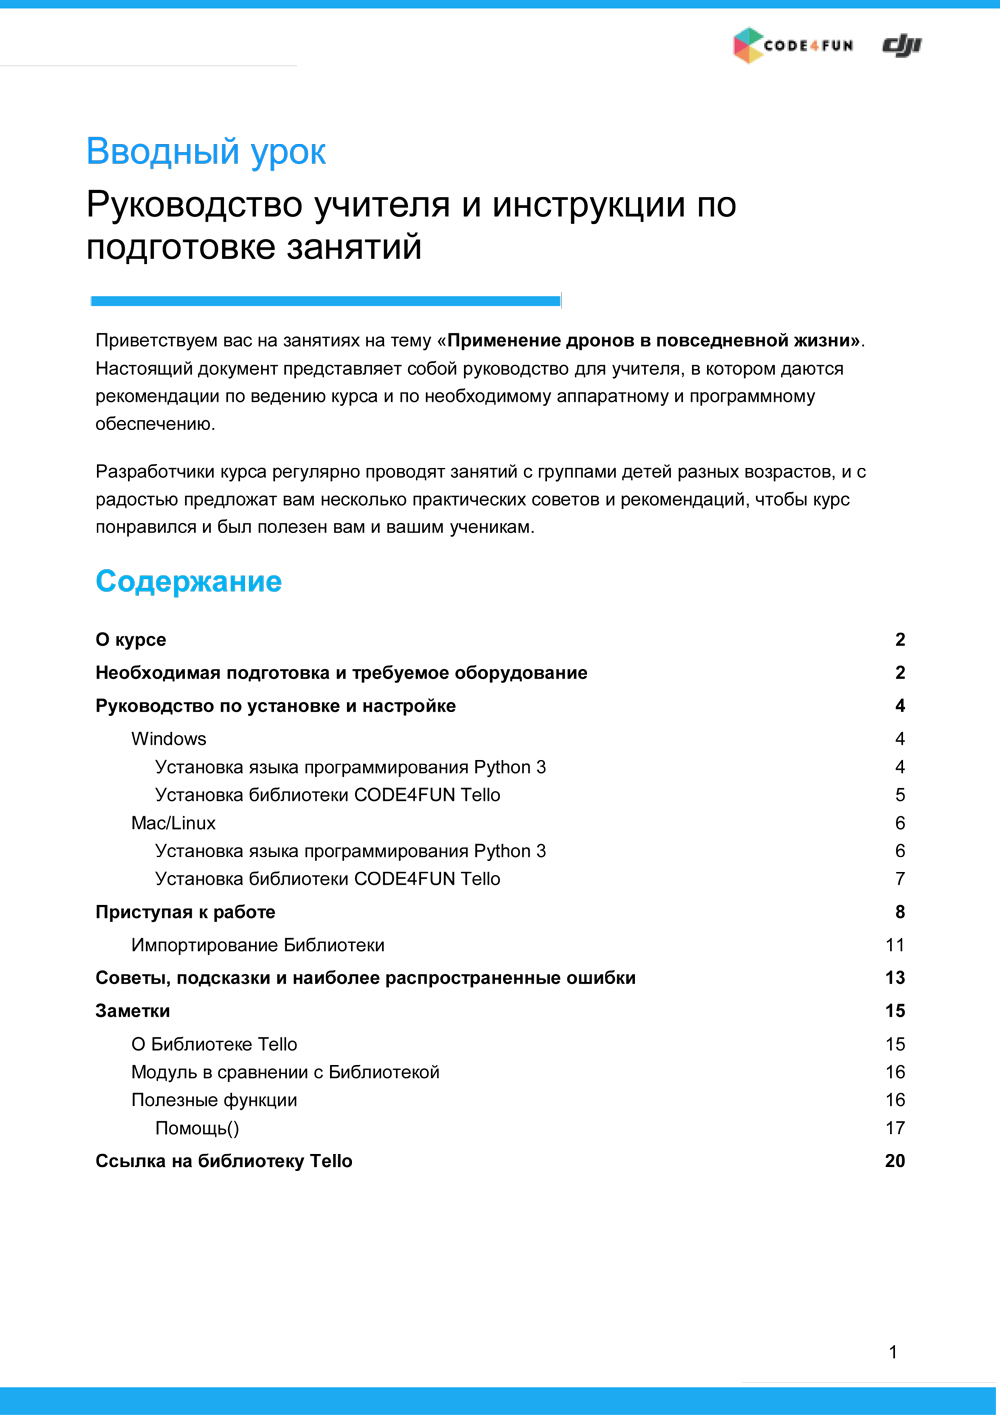 CODE4FUN dji
Вводный урок
Руководство учителя и инструкции по
подготовке занятий
Приветствуем вас на занятиях на тему «Применение дронов в повседневной жизни».
Настоящий документ представляет собой руководство для учителя, в котором даются
рекомендации по ведению курса и по необходимому аппаратному и программному
обеспечению.
Разработчики курса регулярно проводят занятий с группами детей разных возрастов, и с
радостью предложат вам несколько практических советов и рекомендаций, чтобы курс
понравился и был полезен вам и вашим ученикам.
Содержание
О курсе 2
Необходимая подготовка и требуемое оборудование 2
Руководство по установке и настройке 4
Windows 4
Установка языка программирования Python 3 4
Установка библиотеки CODE4FUN Tello 5
Mac/Linux 6
Установка языка программирования Python 3 6
Установка библиотеки CODE4FUN Tello 7
Приступая к работе 8
Импортирование Библиотеки 11
Советы, подсказки и наиболее распространенные ошибки 13
Заметки 15
О Библиотеке Tello 15
Модуль в сравнении с Библиотекой 16
Полезные функции 16
Помощь() 17
Ссылка на библиотеку Tello 20
1